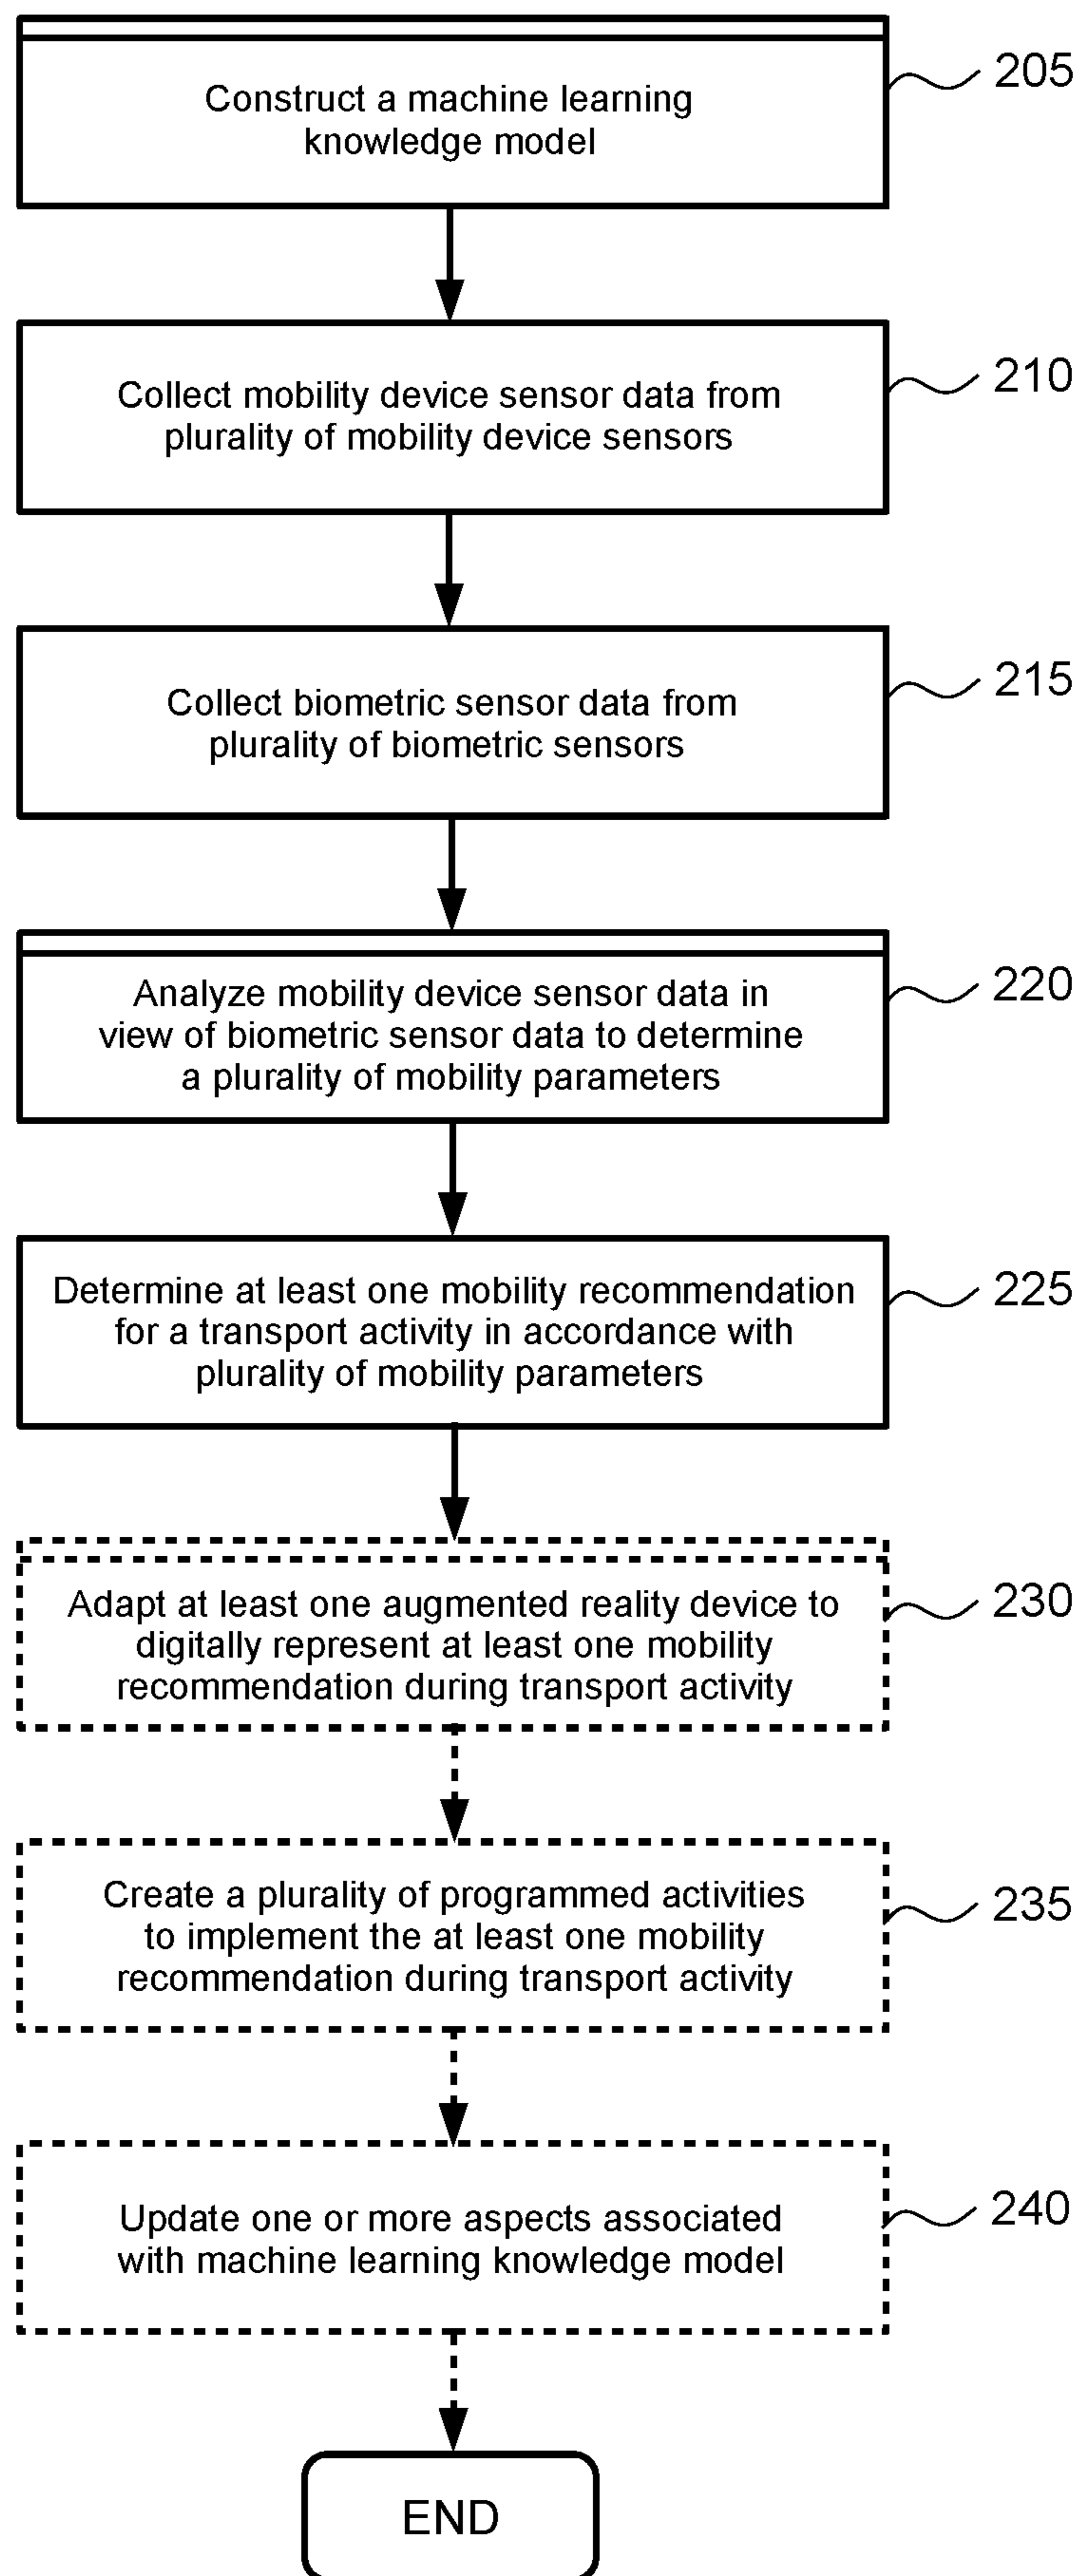 Construct a machine learning
knowledge model
205
Collect mobility device sensor data from
plurality of mobility device sensors
210
Collect biometric sensor data from
plurality of biometric sensors
215
Analyze mobility device sensor data in
view of biometric sensor data to determine
a plurality of mobility parameters
220
Determine at least one mobility recommendation
for a transport activity in accordance with
plurality of mobility parameters
225
Adapt at least one augmented reality device to
digitally represent at least one mobility
recommendation during transport activity
230
Create a plurality of programmed activities
to implement the at least one mobility
recommendation during transport activity
235
Update one or more aspects associated
with machine learning knowledge model
240
END